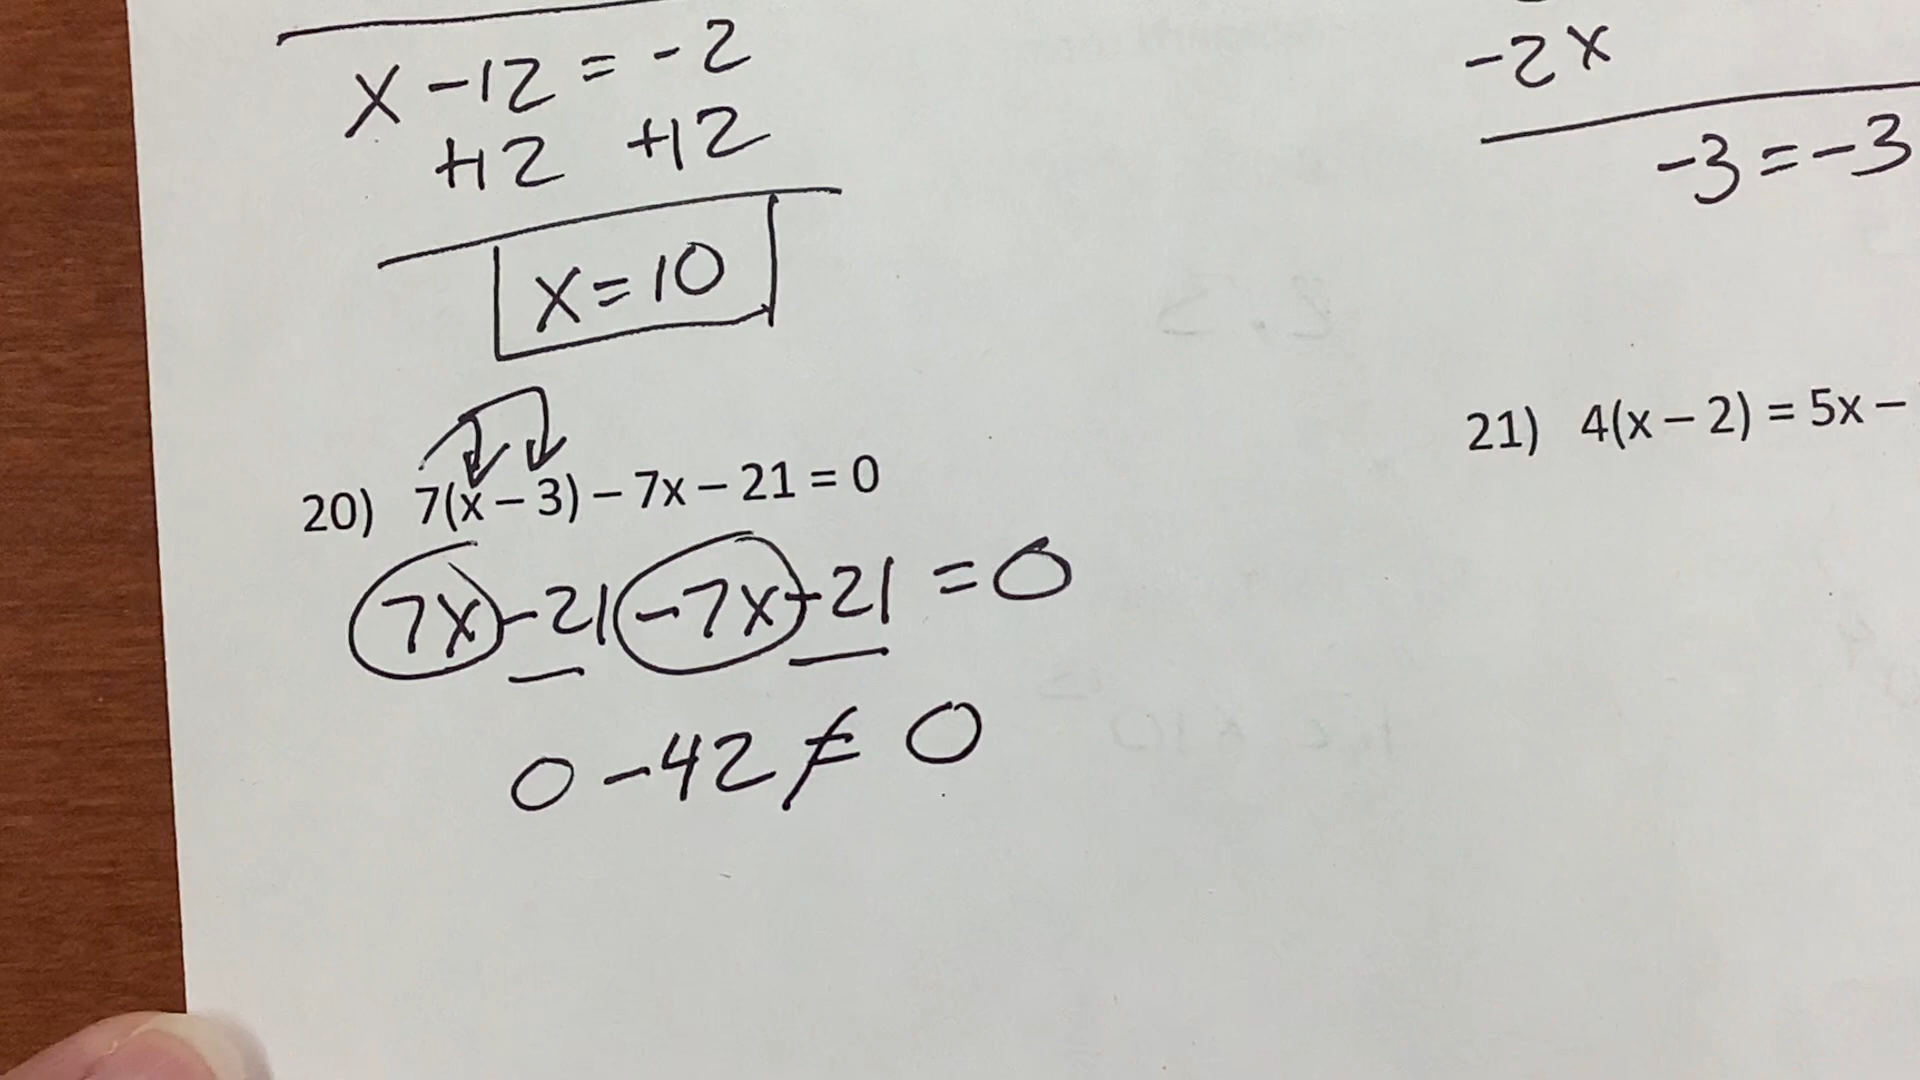 x - 12 = -2
+12 +12
x = 10
20) 7(x – 3) – 7x – 21 = 0
7x - 21 - 7x - 21 = 0
0 - 42 ≠ 0
-2x
-3 = -3
21) 4(x – 2) = 5x –